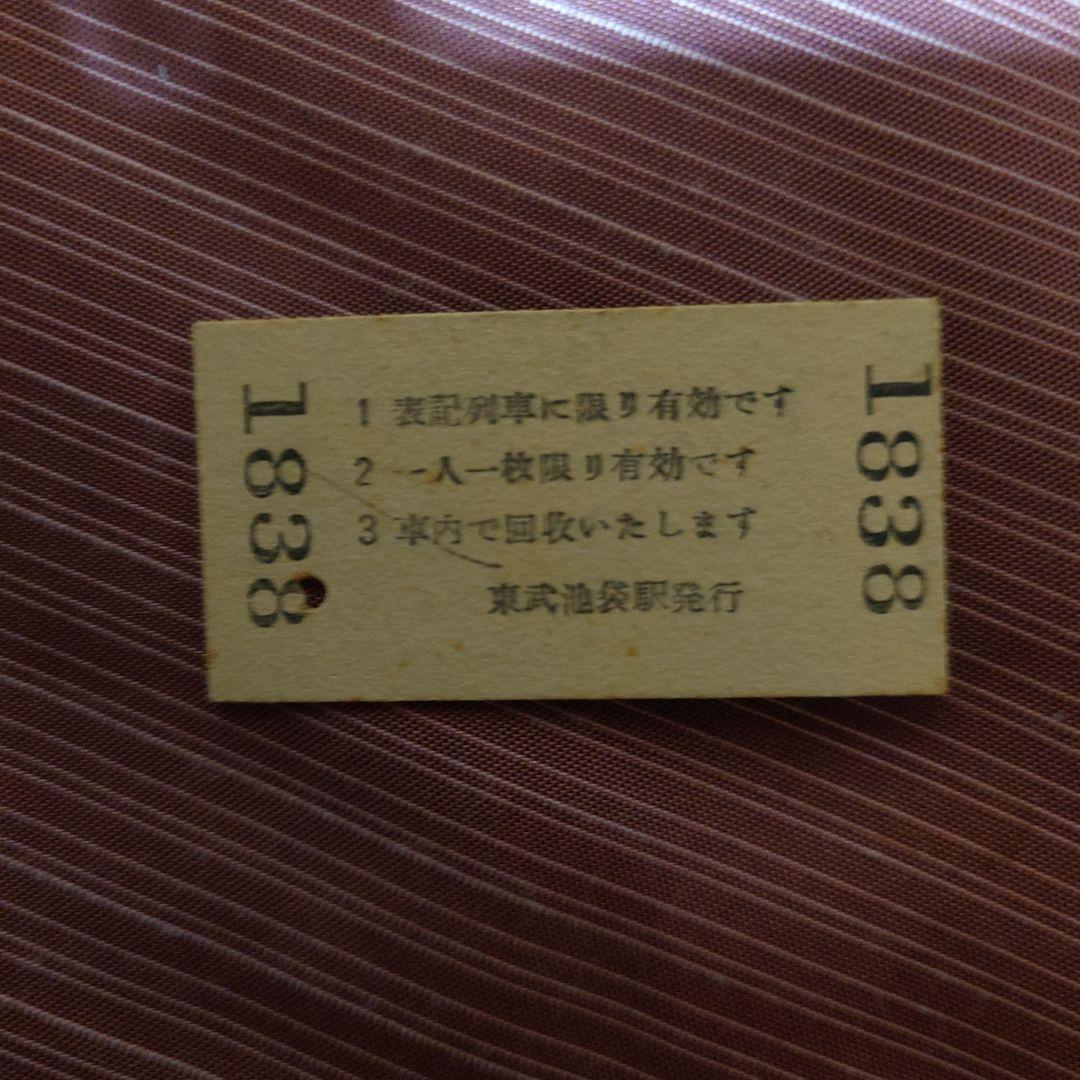 1838
1 表記列車に限り有効です
2 一人一枚限り有効です
3 車内で回収いたします
東武池袋駅発行
1838